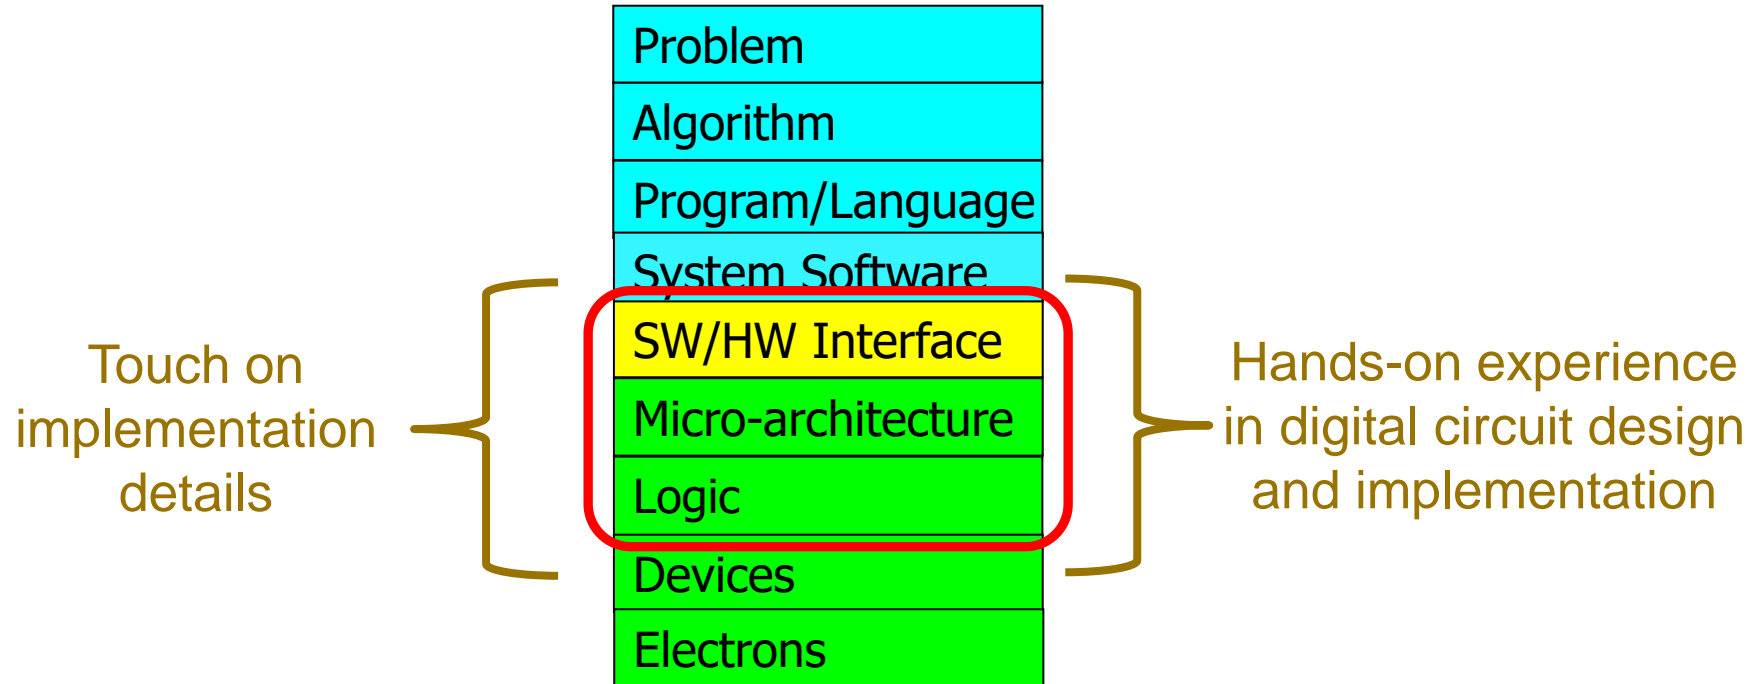 Problem
Algorithm
Program/Language
System Software
SW/HW Interface
Micro-architecture
Logic
Devices
Electrons
Touch on
implementation
details
Hands-on experience
in digital circuit design
and implementation